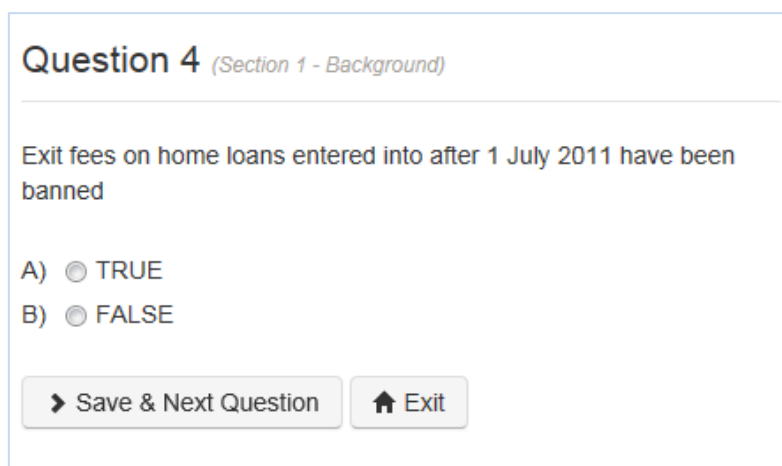 Question 4 (Section 1 - Background)
Exit fees on home loans entered into after 1 July 2011 have been
banned
A) TRUE
B) FALSE
Save & Next Question Exit